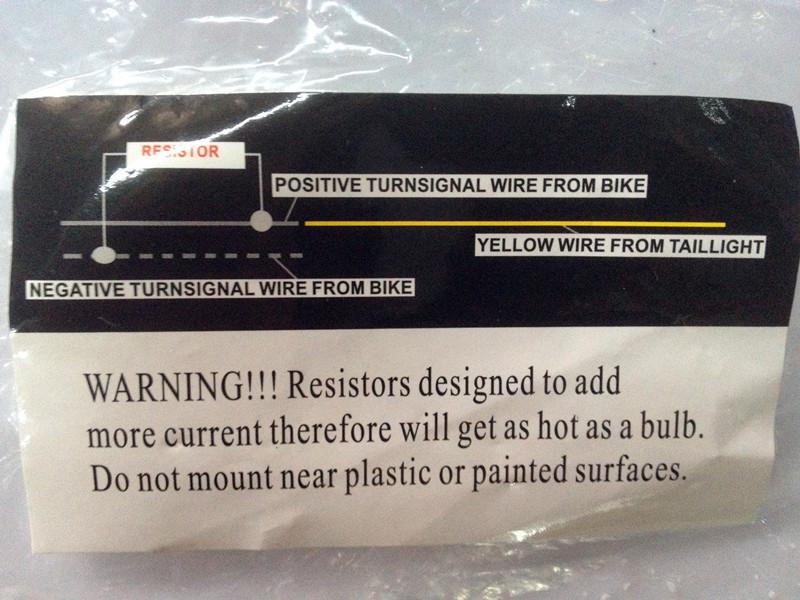 RESISTOR
POSITIVE TURNSIGNAL WIRE FROM BIKE
YELLOW WIRE FROM TAILLIGHT
NEGATIVE TURNSIGNAL WIRE FROM BIKE
WARNING!!! Resistors designed to add
more current therefore will get as hot as a bulb.
Do not mount near plastic or painted surfaces.